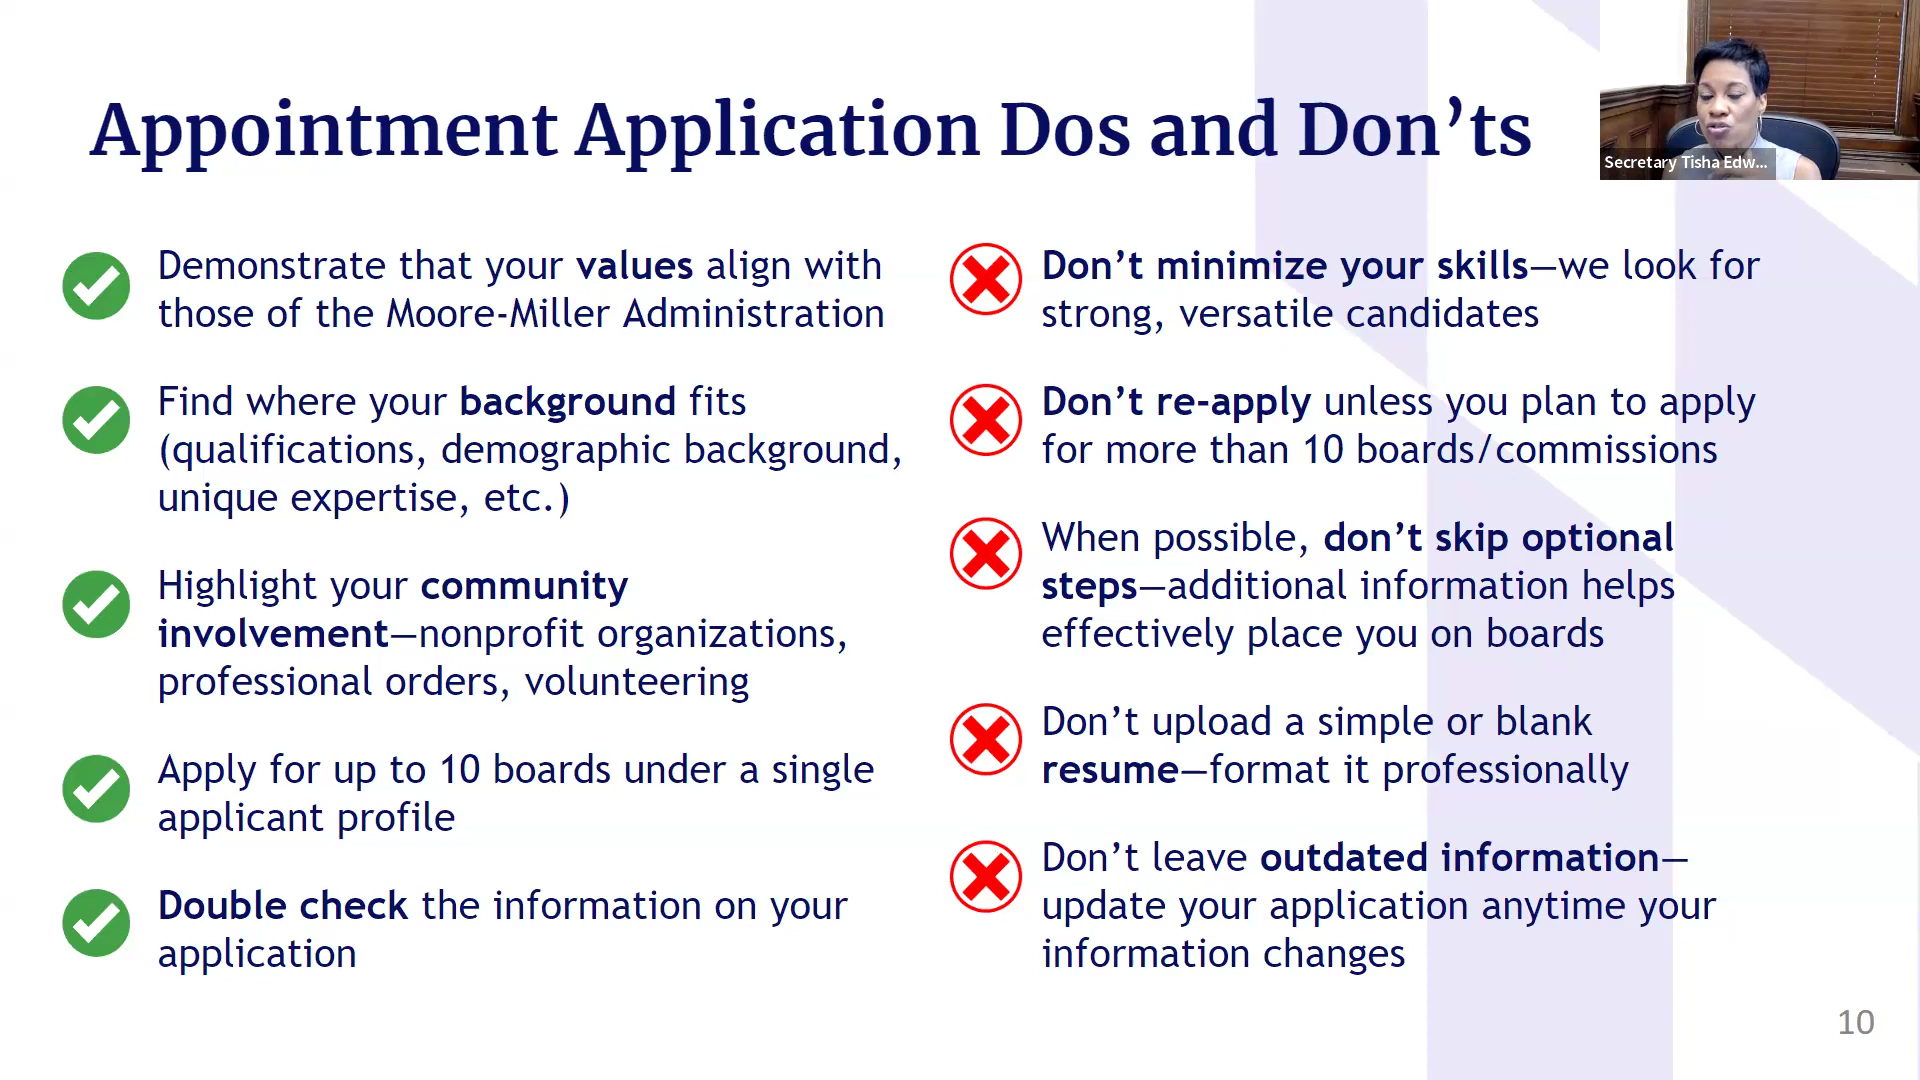 Appointment Application Dos and Don’ts
Secretary Tisha Edw...
Demonstrate that your values align with
those of the Moore-Miller Administration
Find where your background fits
(qualifications, demographic background,
unique expertise, etc.)
Highlight your community
involvement—nonprofit organizations,
professional orders, volunteering
Apply for up to 10 boards under a single
applicant profile
Double check the information on your
application
Don’t minimize your skills—we look for
strong, versatile candidates
Don’t re-apply unless you plan to apply
for more than 10 boards/commissions
When possible, don’t skip optional
steps—additional information helps
effectively place you on boards
Don’t upload a simple or blank
resume—format it professionally
Don’t leave outdated information—
update your application anytime your
information changes
10